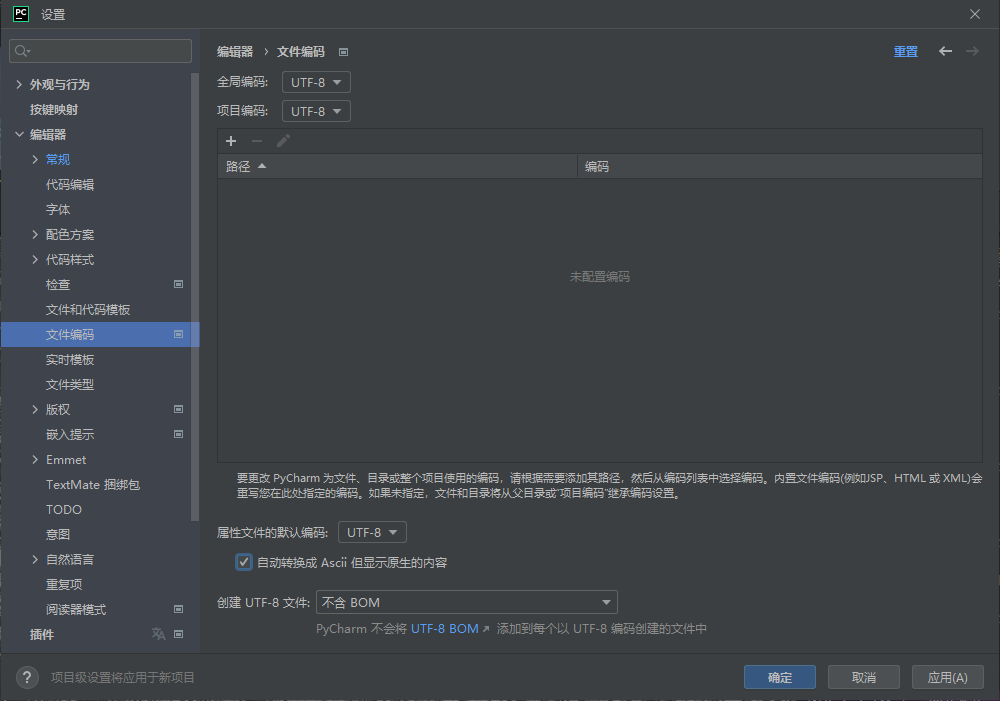 PC 设置
编辑器 › 文件编码
重置
全局编码: UTF-8
项目编码: UTF-8
路径 编码
未配置编码
要更改 PyCharm 为文件、目录或整个项目使用的编码，请根据需要添加其路径，然后从编码列表中选择编码。内置文件编码(例如JSP、HTML 或 XML)会
重写您在此处指定的编码。如果未指定，文件和目录将从父目录或"项目编码"继承编码设置。
属性文件的默认编码: UTF-8
自动转换成 Ascii 但显示原生的内容
创建 UTF-8 文件: 不含 BOM
PyCharm 不会将 UTF-8 BOM 添加到每个以 UTF-8 编码创建的文件中
外观与行为
按键映射
编辑器
常规
代码编辑
字体
配色方案
代码样式
检查
文件和代码模板
文件编码
实时模板
文件类型
版权
嵌入提示
Emmet
TextMate 捆绑包
TODO
意图
自然语言
重复项
阅读器模式
插件
? 项目级设置将应用于新项目
确定 取消 应用(A)